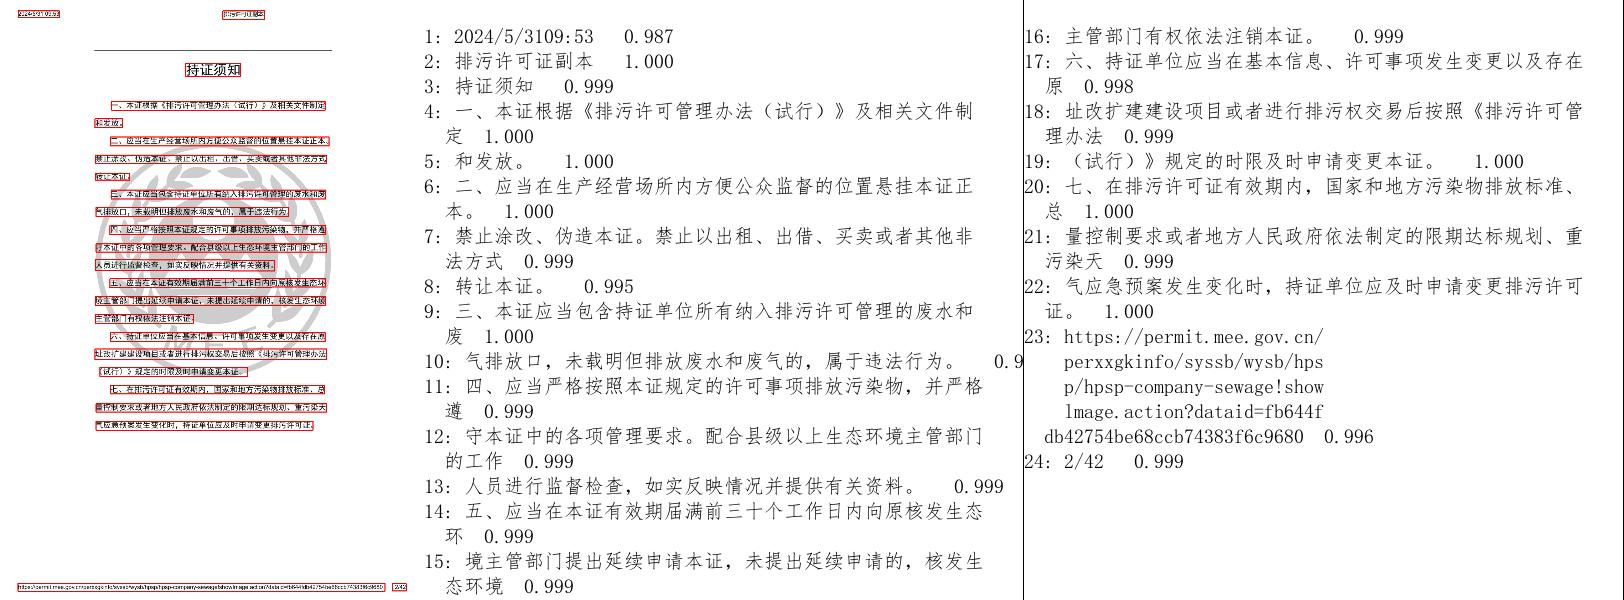 2024/5/31 09:53
排污许可证副本
持证须知
一、本证根据《排污许可管理办法（试行）》及相关文件制定
和发放。
二、应当在生产经营场所内方便公众监督的位置悬挂本证正本。
禁止涂改、伪造本证。禁止以出租、出借、买卖或者其他非法方式
转让本证。
三、本证应当包含持证单位所有纳入排污许可管理的废水和废
气排放口，未载明但排放废水和废气的，属于违法行为。
四、应当严格按照本证规定的许可事项排放污染物，并严格遵
守本证中的各项管理要求。配合县级以上生态环境主管部门的工作
人员进行监督检查，如实反映情况并提供有关资料。
五、应当在本证有效期届满前三十个工作日内向原核发生态环
境主管部门提出延续申请本证，未提出延续申请的，核发生态环境
主管部门有权依法注销本证。
六、持证单位应当在基本信息、许可事项发生变更以及存在原
址改扩建建设项目或者进行排污权交易后按照《排污许可管理办法
（试行）》规定的时限及时申请变更本证。
七、在排污许可证有效期内，国家和地方污染物排放标准、总
量控制要求或者地方人民政府依法制定的限期达标规划、重污染天
气应急预案发生变化时，持证单位应及时申请变更排污许可证。
https://permit.mee.gov.cn/perxxgkinfo/syssb/wysb/hpsp/hpsp-company-sewage!showImage.action?dataid=fb644fdb42754be68ccb74383f6c9680
2/42
1: 2024/5/3109:53 0.987
2: 排污许可证副本 1.000
3: 持证须知 0.999
4: 一、本证根据《排污许可管理办法（试行）》及相关文件制
定 1.000
5: 和发放。 1.000
6: 二、应当在生产经营场所内方便公众监督的位置悬挂本证正
本。 1.000
7: 禁止涂改、伪造本证。禁止以出租、出借、买卖或者其他非
法方式 0.999
8: 转让本证。 0.995
9: 三、本证应当包含持证单位所有纳入排污许可管理的废水和
废 1.000
10: 气排放口，未载明但排放废水和废气的，属于违法行为。 0.9
11: 四、应当严格按照本证规定的许可事项排放污染物，并严格
遵 0.999
12: 守本证中的各项管理要求。配合县级以上生态环境主管部门
的工作 0.999
13: 人员进行监督检查，如实反映情况并提供有关资料。 0.999
14: 五、应当在本证有效期届满前三十个工作日内向原核发生态
环 0.999
15: 境主管部门提出延续申请本证，未提出延续申请的，核发生
态环境 0.999
16: 主管部门有权依法注销本证。 0.999
17: 六、持证单位应当在基本信息、许可事项发生变更以及存在
原 0.998
18: 址改扩建建设项目或者进行排污权交易后按照《排污许可管
理办法 0.999
19: （试行）》规定的时限及时申请变更本证。 1.000
20: 七、在排污许可证有效期内，国家和地方污染物排放标准、
总 1.000
21: 量控制要求或者地方人民政府依法制定的限期达标规划、重
污染天 0.999
22: 气应急预案发生变化时，持证单位应及时申请变更排污许可
证。 1.000
23: https://permit.mee.gov.cn/
perxxgkinfo/syssb/wysb/hps
p/hpsp-company-sewage!show
lmage.action?dataid=fb644f
db42754be68ccb74383f6c9680 0.996
24: 2/42 0.999